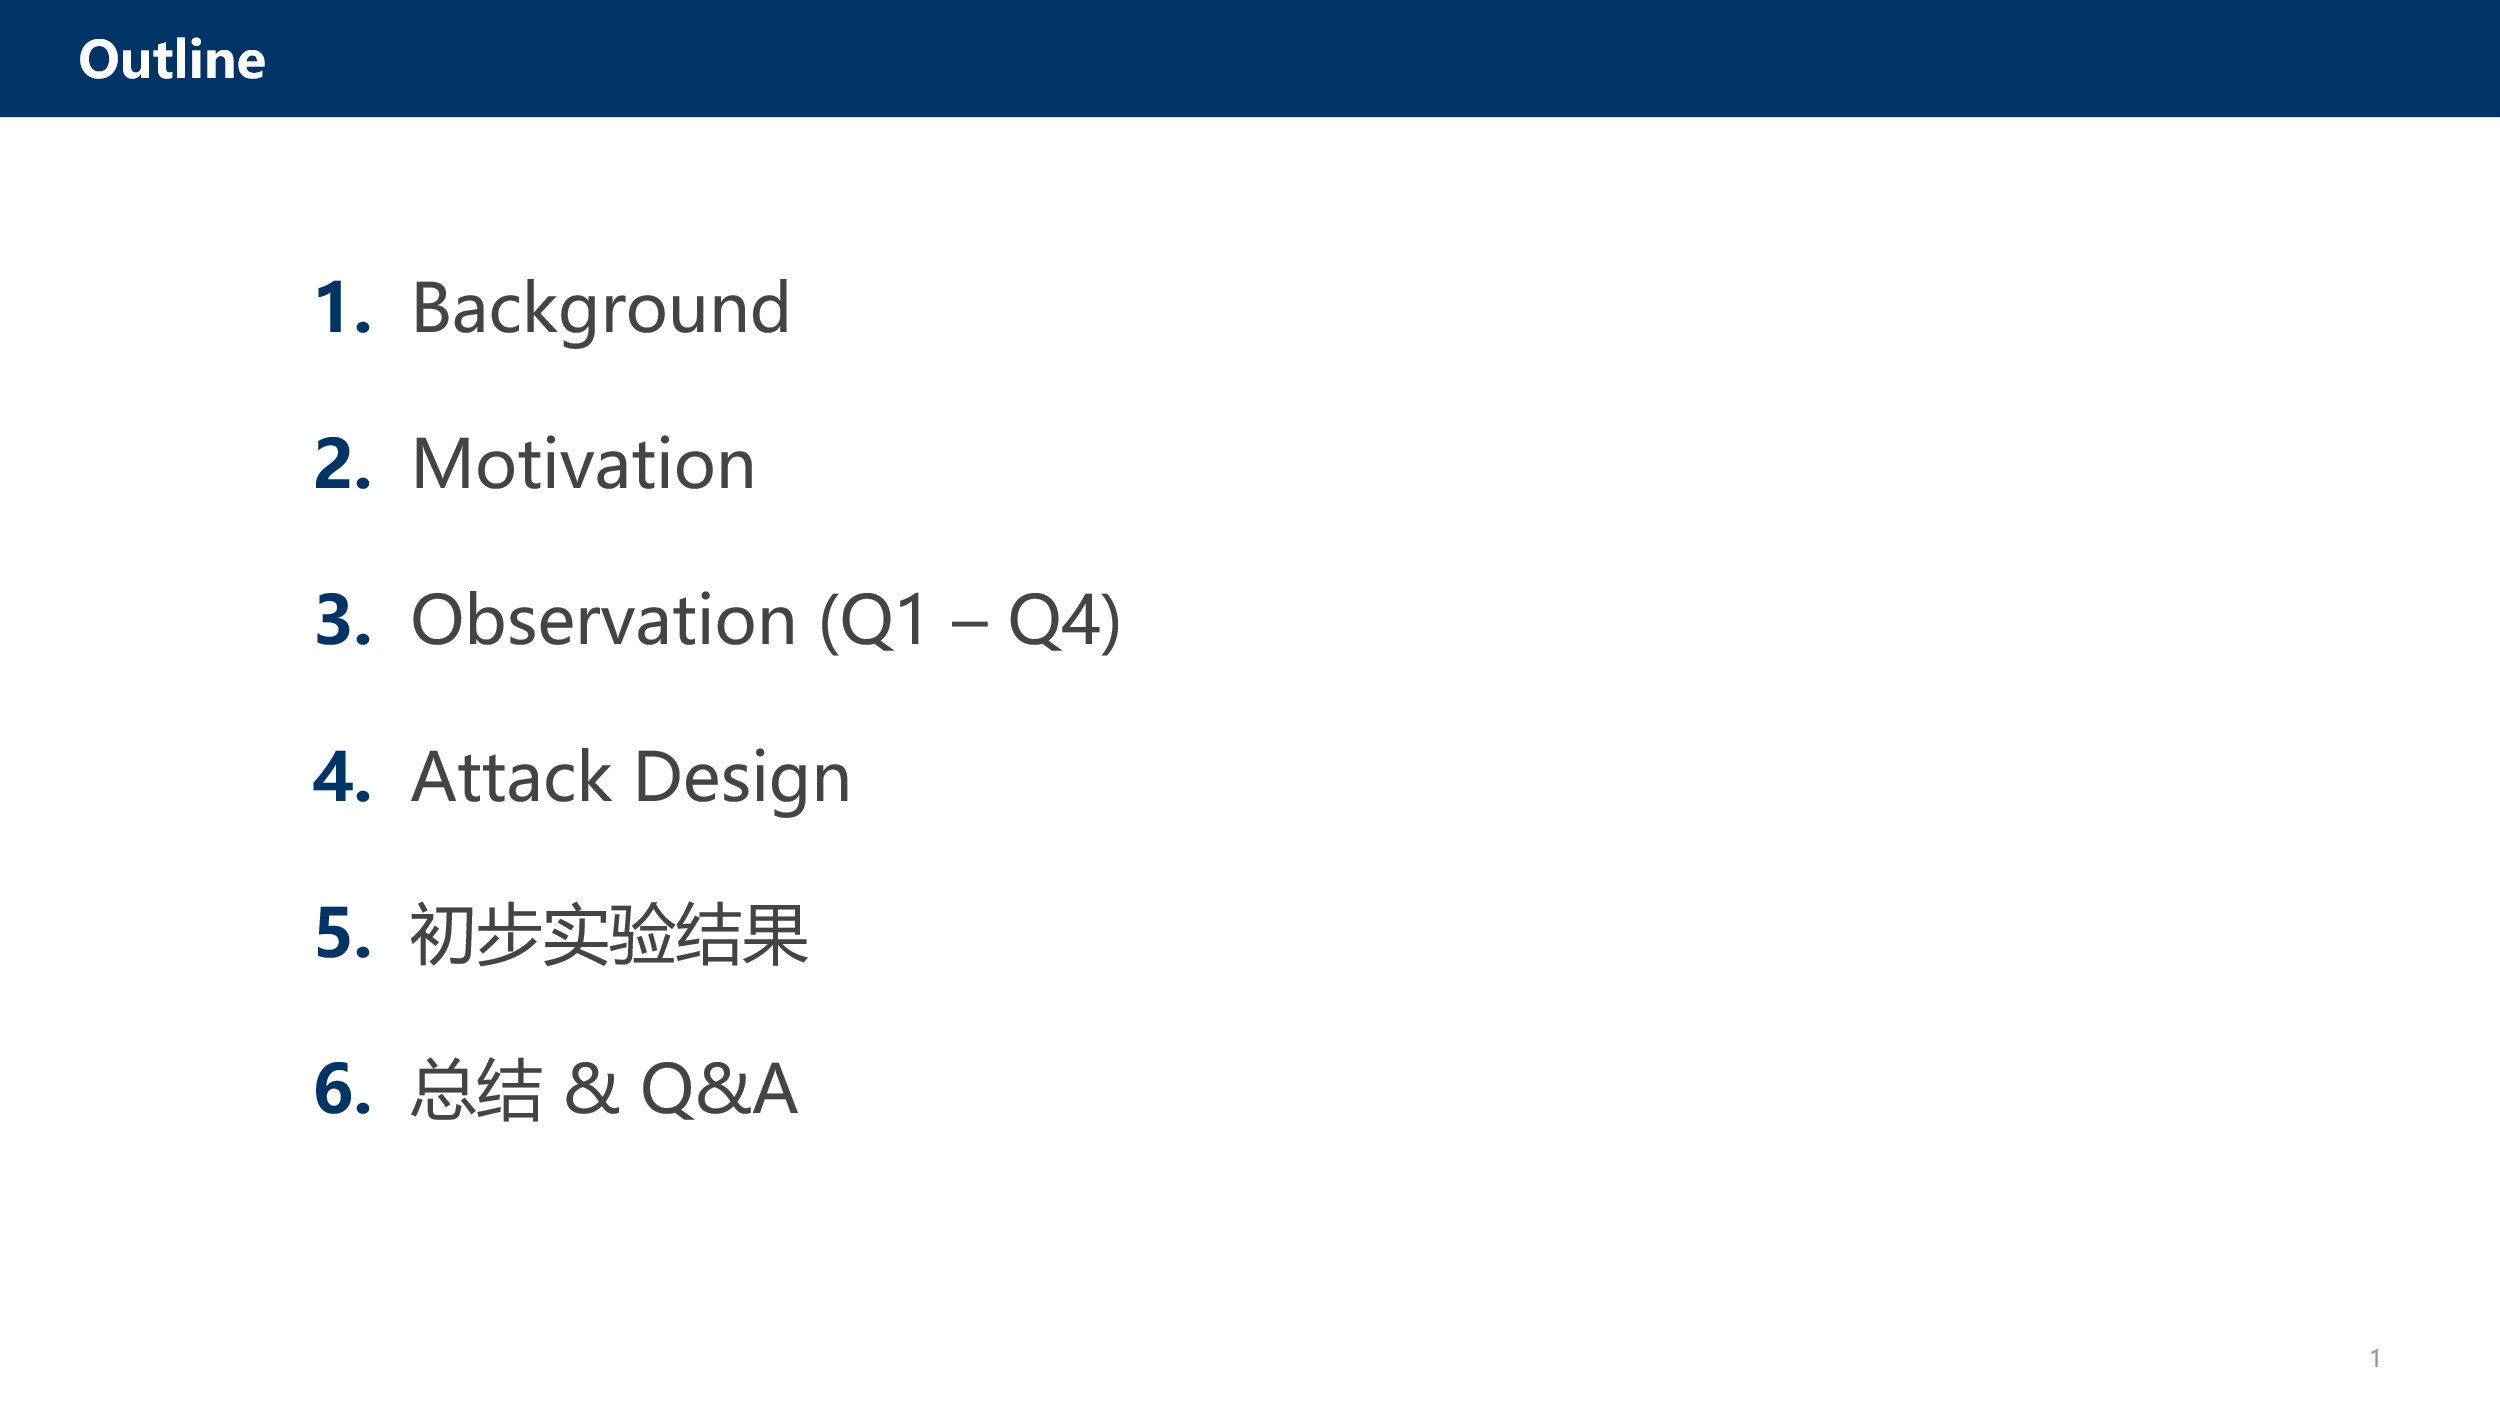 Outline
1. Background
2. Motivation
3. Observation (Q1 – Q4)
4. Attack Design
5. 初步实验结果
6. 总结 & Q&A
1